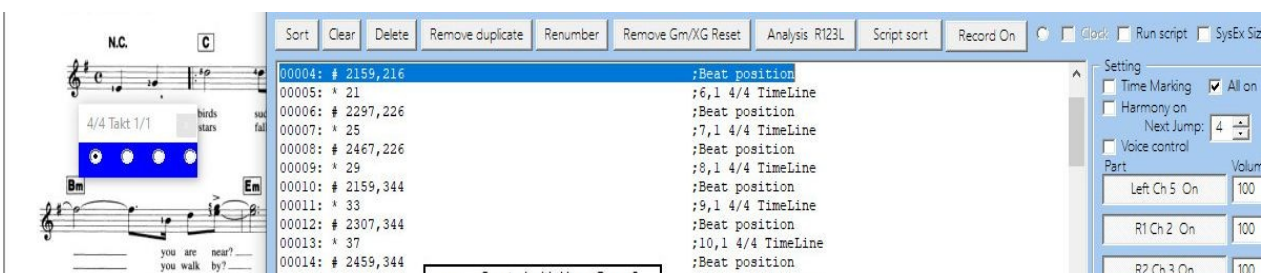 N.C. C
birds suc
stars fall
4/4 Takt 1/1
Bm Em
you are near?
you walk by?
Sort Clear Delete Remove duplicate Renumber Remove Gm/XG Reset Analysis R123L Script sort Record On Clock Run script SysEx Siz
00004: # 2159,216 ;Beat position
00005: * 21 ;6,1 4/4 TimeLine
00006: # 2297,226 ;Beat position
00007: * 25 ;7,1 4/4 TimeLine
00008: # 2467,226 ;Beat position
00009: * 29 ;8,1 4/4 TimeLine
00010: # 2159,344 ;Beat position
00011: * 33 ;9,1 4/4 TimeLine
00012: # 2307,344 ;Beat position
00013: * 37 ;10,1 4/4 TimeLine
00014: # 2459,344 ;Beat position
Setting
Time Marking All on
Harmony on
Next Jump: 4
Voice control
Part Volum
Left Ch 5 On 100
R1 Ch 2 On 100
R2 Ch 3 On 100